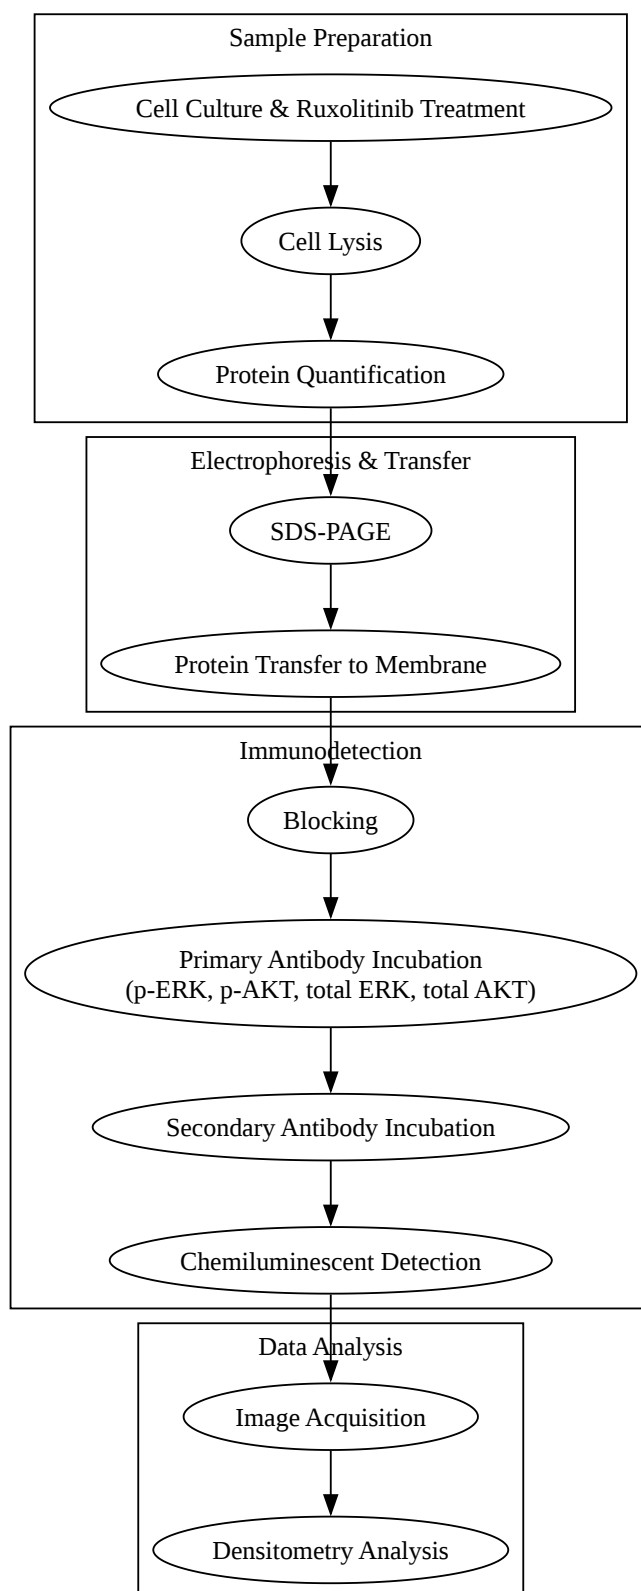 Sample Preparation
Cell Culture & Ruxolitinib Treatment
Cell Lysis
Protein Quantification
Electrophoresis & Transfer
SDS-PAGE
Protein Transfer to Membrane
Immunodetection
Blocking
Primary Antibody Incubation
(p-ERK, p-AKT, total ERK, total AKT)
Secondary Antibody Incubation
Chemiluminescent Detection
Data Analysis
Image Acquisition
Densitometry Analysis